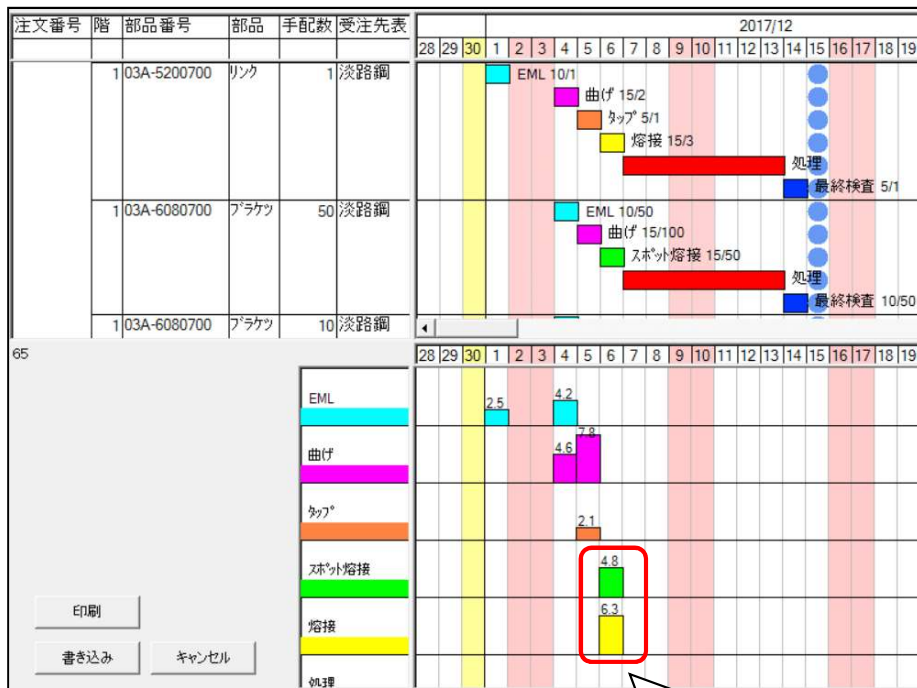 注文番号 階 部品番号 部品 手配数 受注先表 2017/12
28 29 30 1 2 3 4 5 6 7 8 9 10 11 12 13 14 15 16 17 18 19
1 03A-5200700 リンク 1 淡路鋼 EML 10/1
曲げ 15/2
タップ 5/1
熔接 15/3
処理
最終検査 5/1
1 03A-6080700 ブラケツ 50 淡路鋼 EML 10/50
曲げ 15/100
スポット熔接 15/50
処理
最終検査 10/50
1 03A-6080700 ブラケツ 10 淡路鋼
65 28 29 30 1 2 3 4 5 6 7 8 9 10 11 12 13 14 15 16 17 18 19
EML 2.5 4.2
曲げ 4.6 7.8
タップ 2.1
スポット熔接 4.8
熔接 6.3
処理
印刷
書き込み キャンセル